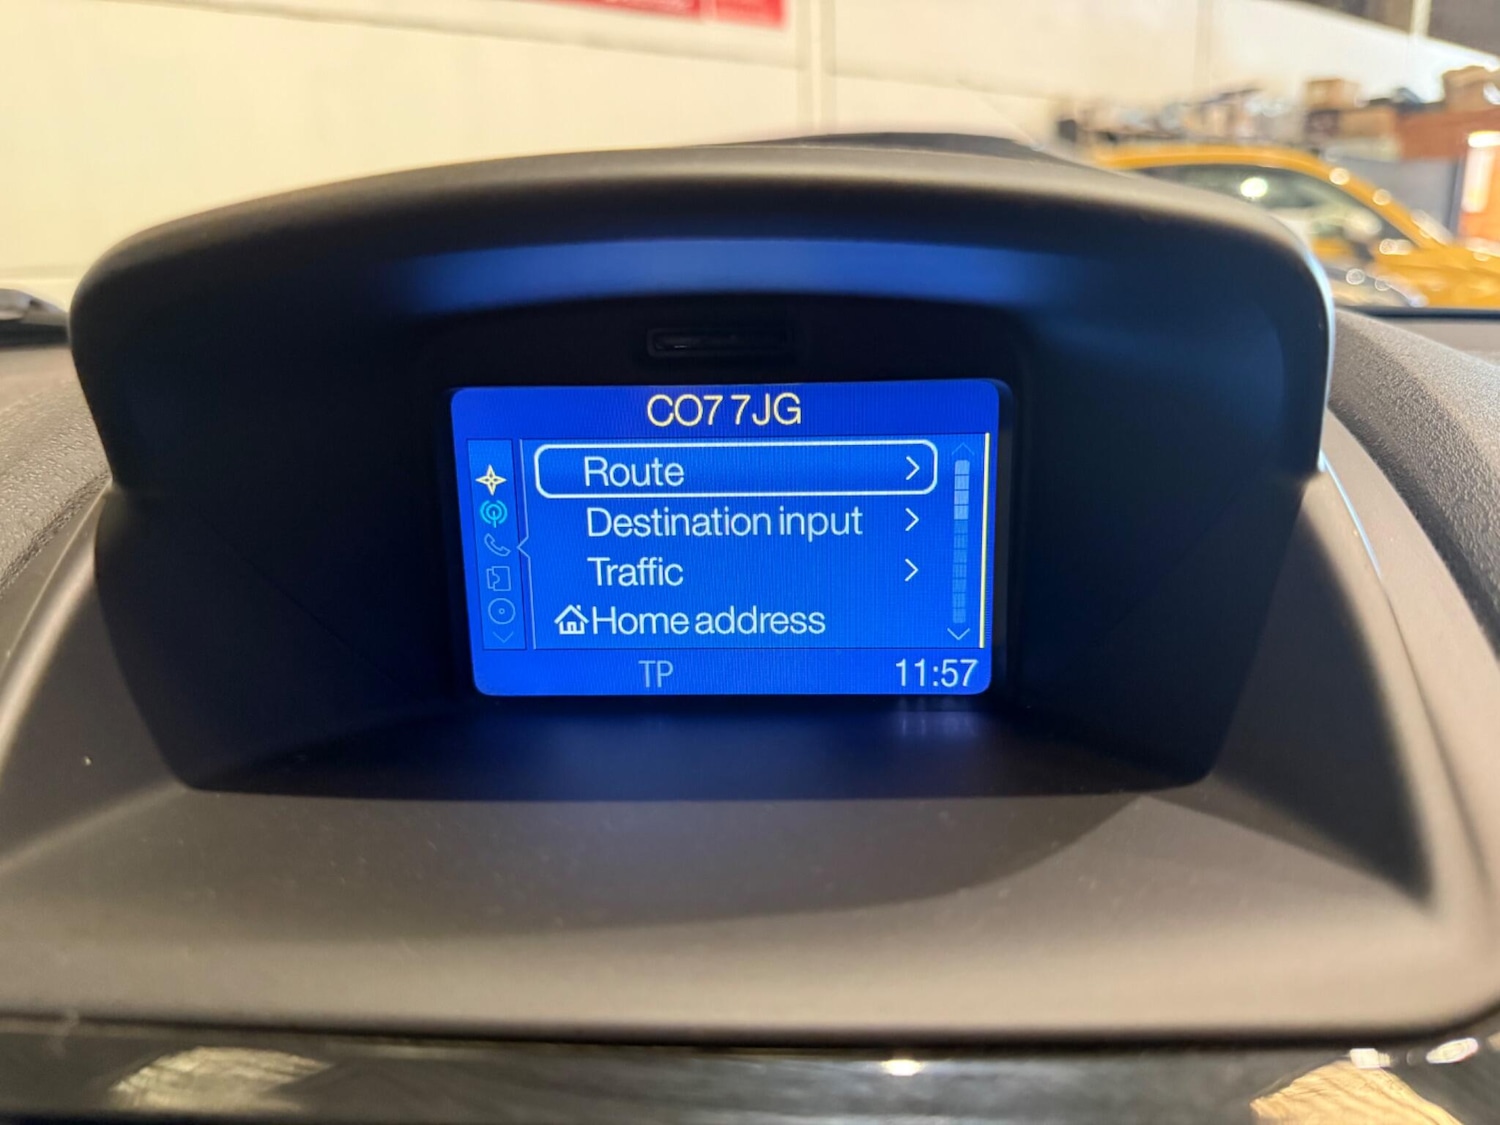 CO7 7JG
Route
Destination input
Traffic
Home address
TP 11:57